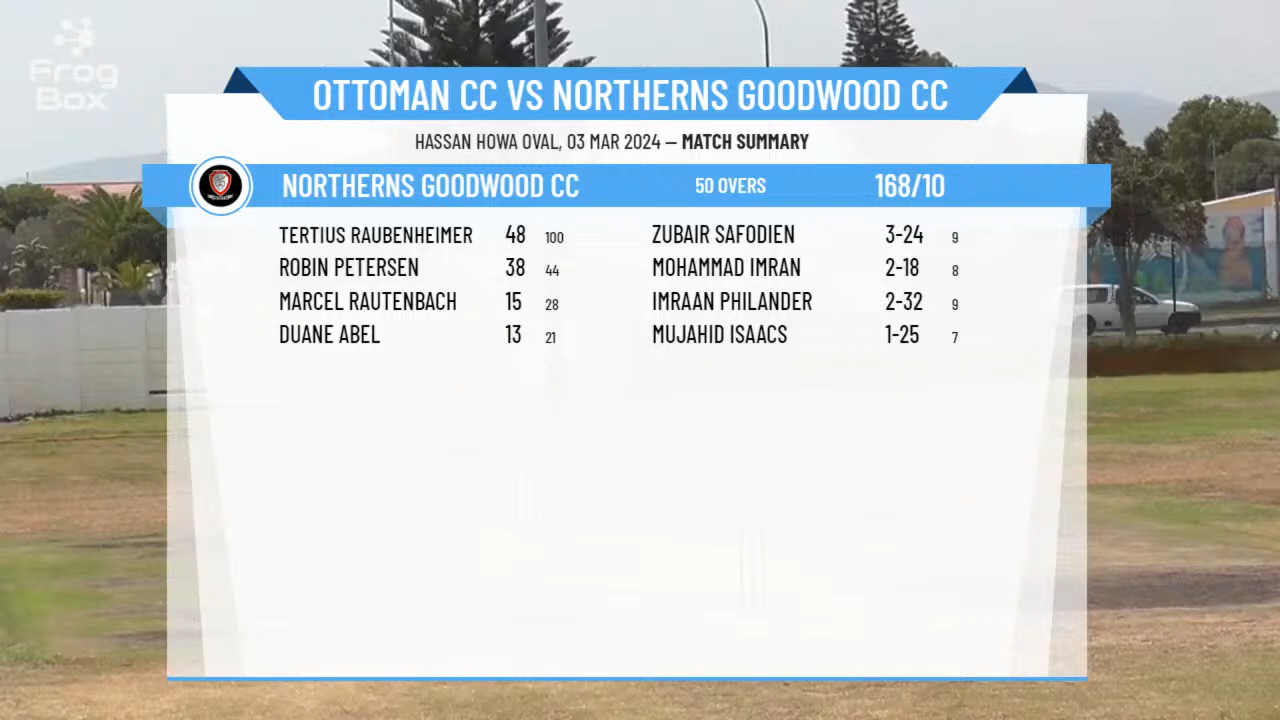 Frog
Box
OTTOMAN CC VS NORTHERNS GOODWOOD CC
HASSAN HOWA OVAL, 03 MAR 2024 – MATCH SUMMARY
NORTHERNS GOODWOOD CC 50 OVERS 168/10
TERTIUS RAUBENHEIMER 48 100 ZUBAIR SAFODIEN 3-24 9
ROBIN PETERSEN 38 44 MOHAMMAD IMRAN 2-18 8
MARCEL RAUTENBACH 15 28 IMRAAN PHILANDER 2-32 9
DUANE ABEL 13 21 MUJAHID ISAACS 1-25 7